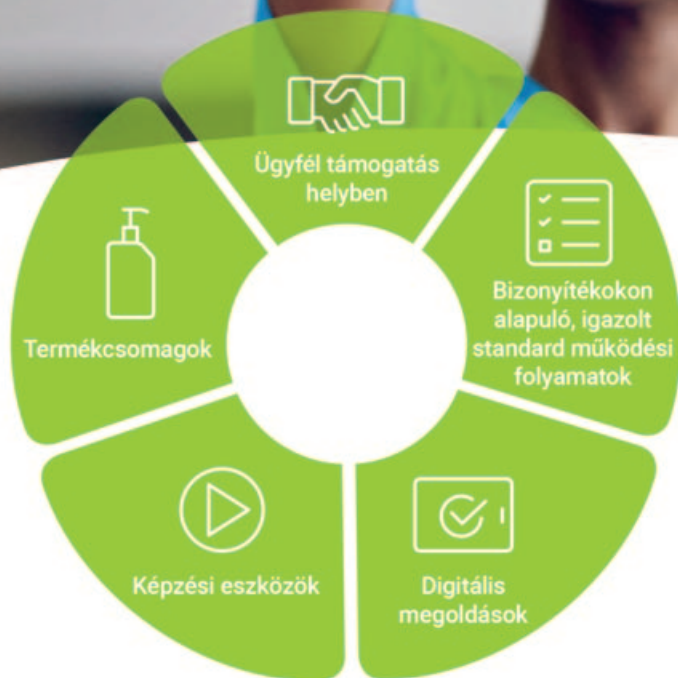 Ügyfél támogatás
helyben
Bizonyítékokon
alapuló, igazolt
standard működési
folyamatok
Digitális
megoldások
Képzési eszközök
Termékcsomagok